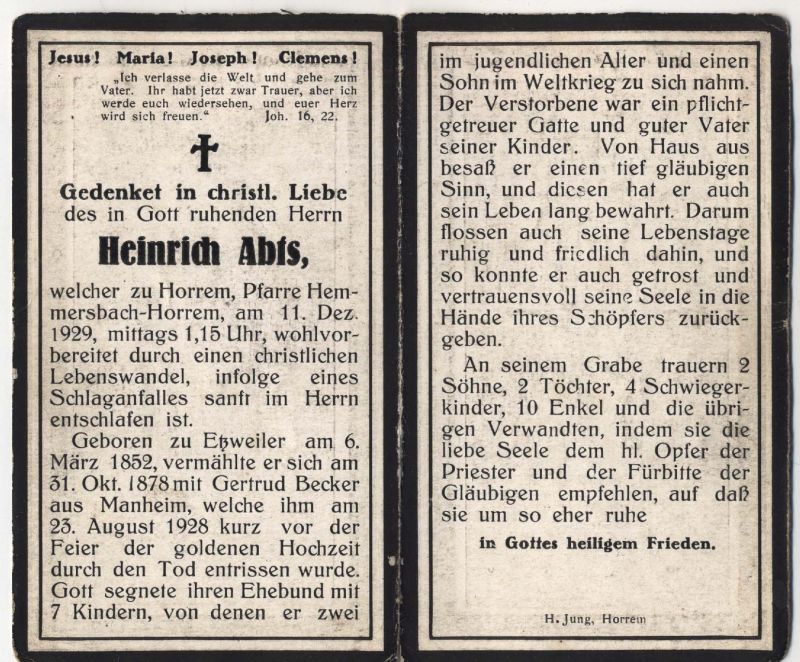 Jesus! Maria! Joseph! Clemens!
„Ich verlasse die Welt und gehe zum
Vater. Ihr habt jetzt zwar Trauer, aber ich
werde euch wiedersehen, und euer Herz
wird sich freuen.“ Joh. 16, 22.
Gedenket in christl. Liebe
des in Gott ruhenden Herrn
Heinrich Abts,
welcher zu Horrem, Pfarre Hem-
mersbach-Horrem, am 11. Dez.
1929, mittags 1,15 Uhr, wohlvor-
bereitet durch einen christlichen
Lebenswandel, infolge eines
Schlaganfalles sanft im Herrn
entschlafen ist.
Geboren zu Etzweiler am 6.
März 1852, vermählte er sich am
31. Okt. 1878 mit Gertrud Becker
aus Manheim, welche ihm am
23. August 1928 kurz vor der
Feier der goldenen Hochzeit
durch den Tod entrissen wurde.
Gott segnete ihren Ehebund mit
7 Kindern, von denen er zwei
im jugendlichen Alter und einen
Sohn im Weltkrieg zu sich nahm.
Der Verstorbene war ein pflicht-
getreuer Gatte und guter Vater
seiner Kinder. Von Haus aus
besaß er einen tief gläubigen
Sinn, und diesen hat er auch
sein Leben lang bewahrt. Darum
flossen auch seine Lebenstage
ruhig und friedlich dahin, und
so konnte er auch getrost und
vertrauensvoll seine Seele in die
Hände ihres Schöpfers zurück-
geben.
An seinem Grabe trauern 2
Söhne, 2 Töchter, 4 Schwieger-
kinder, 10 Enkel und die übri-
gen Verwandten, indem sie die
liebe Seele dem hl. Opfer der
Priester und der Fürbitte der
Gläubigen empfehlen, auf daß
sie um so eher ruhe
in Gottes heiligem Frieden.
H. Jung, Horrem